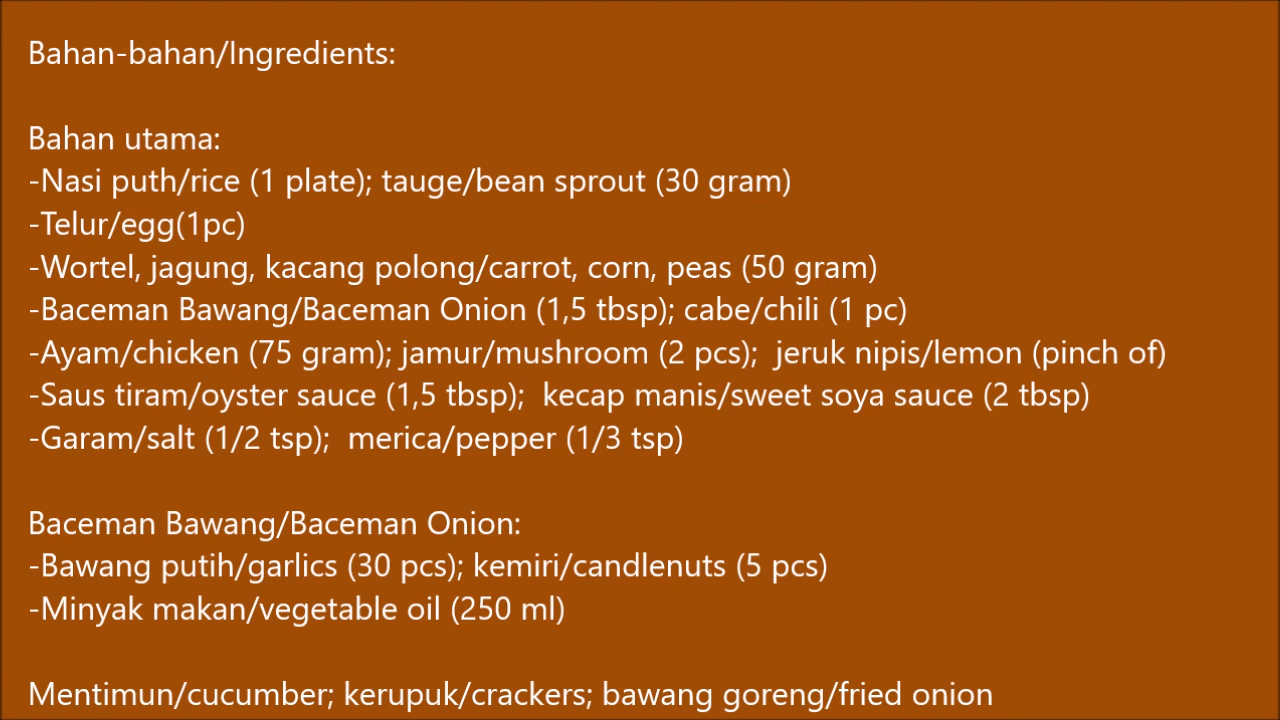 Bahan-bahan/Ingredients:
Bahan utama:
-Nasi puth/rice (1 plate); tauge/bean sprout (30 gram)
-Telur/egg(1pc)
-Wortel, jagung, kacang polong/carrot, corn, peas (50 gram)
-Baceman Bawang/Baceman Onion (1,5 tbsp); cabe/chili (1 pc)
-Ayam/chicken (75 gram); jamur/mushroom (2 pcs);  jeruk nipis/lemon (pinch of)
-Saus tiram/oyster sauce (1,5 tbsp);  kecap manis/sweet soya sauce (2 tbsp)
-Garam/salt (1/2 tsp);  merica/pepper (1/3 tsp)
Baceman Bawang/Baceman Onion:
-Bawang putih/garlics (30 pcs); kemiri/candlenuts (5 pcs)
-Minyak makan/vegetable oil (250 ml)
Mentimun/cucumber; kerupuk/crackers; bawang goreng/fried onion